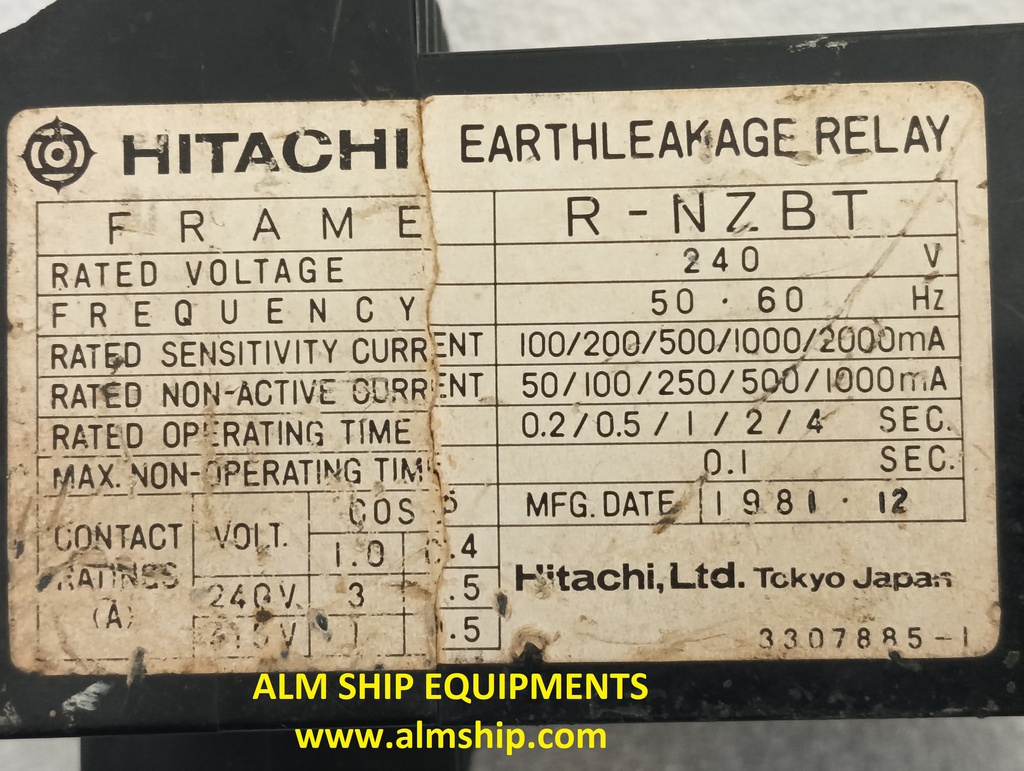 HITACHI EARTHLEAKAGE RELAY
FRAME R-NZBT
RATED VOLTAGE 240 V
FREQUENCY 50 · 60 Hz
RATED SENSITIVITY CURRENT 100/200/500/1000/2000mA
RATED NON-ACTIVE CURRENT 50/100/250/500/1000mA
RATED OPERATING TIME 0.2/0.5/1/2/4 SEC.
MAX. NON-OPERATING TIME 0.1 SEC.
CONTACT RATINGS (A) VOLT. COS MFG. DATE 1981 · 12
1.0 0.4
240V 3 .5
1 .5
Hitachi, Ltd. Tokyo Japan
3307885-1
ALM SHIP EQUIPMENTS
www.almship.com